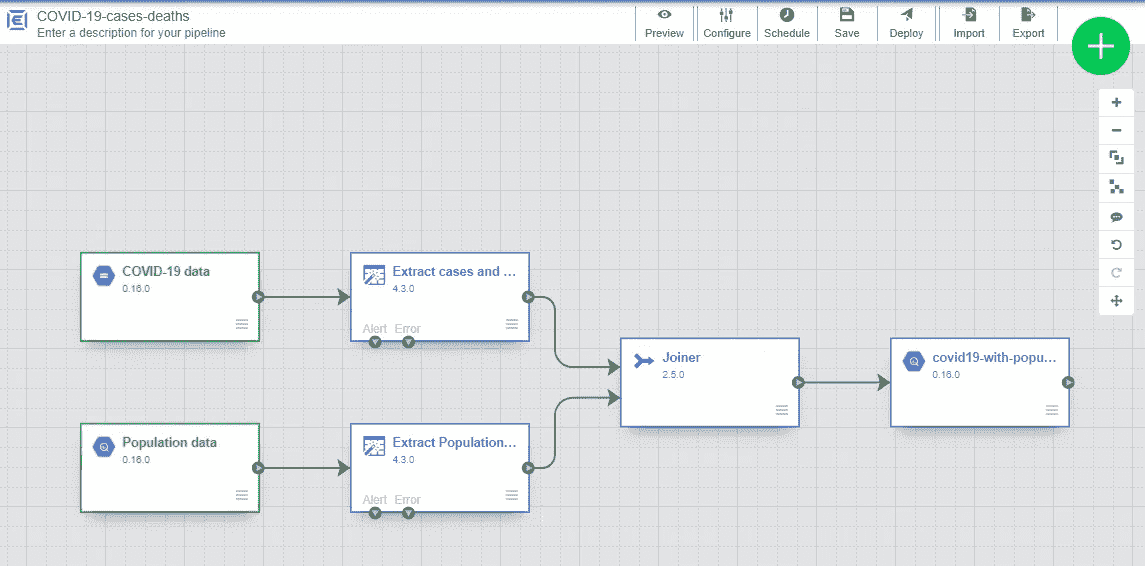 COVID-19-cases-deaths
Enter a description for your pipeline
Preview
Configure
Schedule
Save
Deploy
Import
Export
COVID-19 data
0.16.0
Extract cases and ...
4.3.0
Alert Error
Joiner
2.5.0
covid19-with-popu...
0.16.0
Population data
0.16.0
Extract Population...
4.3.0
Alert Error